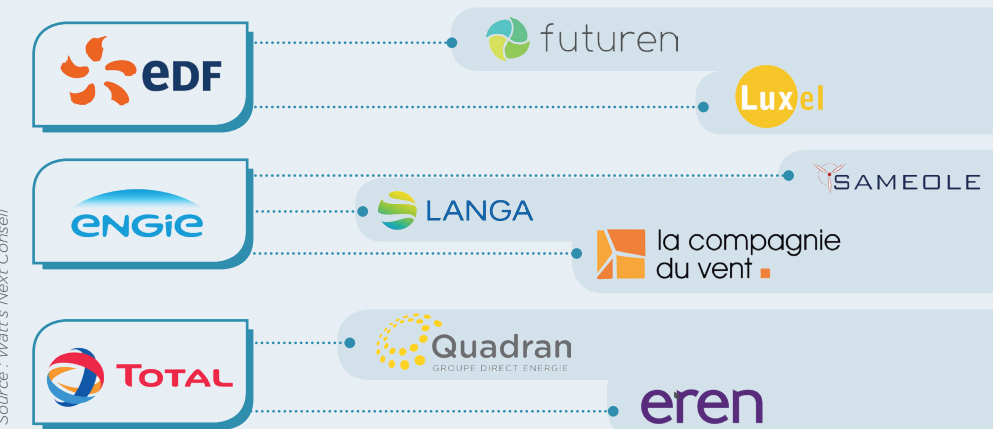 eDF
futuren
Luxel
eNGie
SAMEOLE
LANGA
la compagnie
du vent
TOTAL
Quadran
GROUPE DIRECT ENERGIE
eren
Source : Watt's Next Conseil